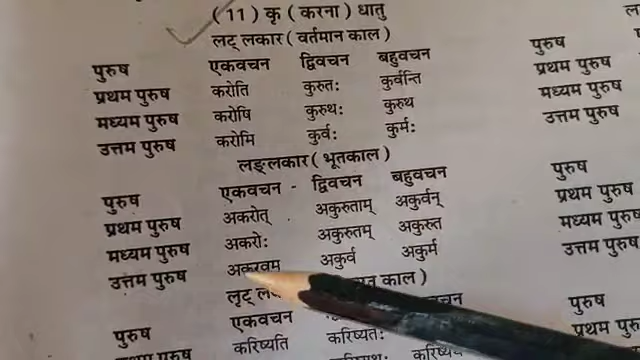 ( 11 ) कृ ( करना ) धातु
लट् लकार ( वर्तमान काल )
पुरुष एकवचन द्विवचन बहुवचन
प्रथम पुरुष करोति कुरुतः कुर्वन्ति
मध्यम पुरुष करोषि कुरुथः कुरुथ
उत्तम पुरुष करोमि कुर्वः कुर्मः
लङ्लकार ( भूतकाल )
पुरुष एकवचन - द्विवचन बहुवचन
प्रथम पुरुष अकरोत् अकुरुताम् अकुर्वन्
मध्यम पुरुष अकरोः अकुरुतम् अकुरुत
उत्तम पुरुष अकरवम अकुर्व अकुर्म
लृट् काल )
पुरुष एकवचन
करिष्यति करिष्यतः
पुरुष
प्रथम पुरुष
मध्यम पुरुष
उत्तम पुरुष
पुरुष
प्रथम पुरुष
मध्यम पुरुष
उत्तम पुरुष
पुरुष